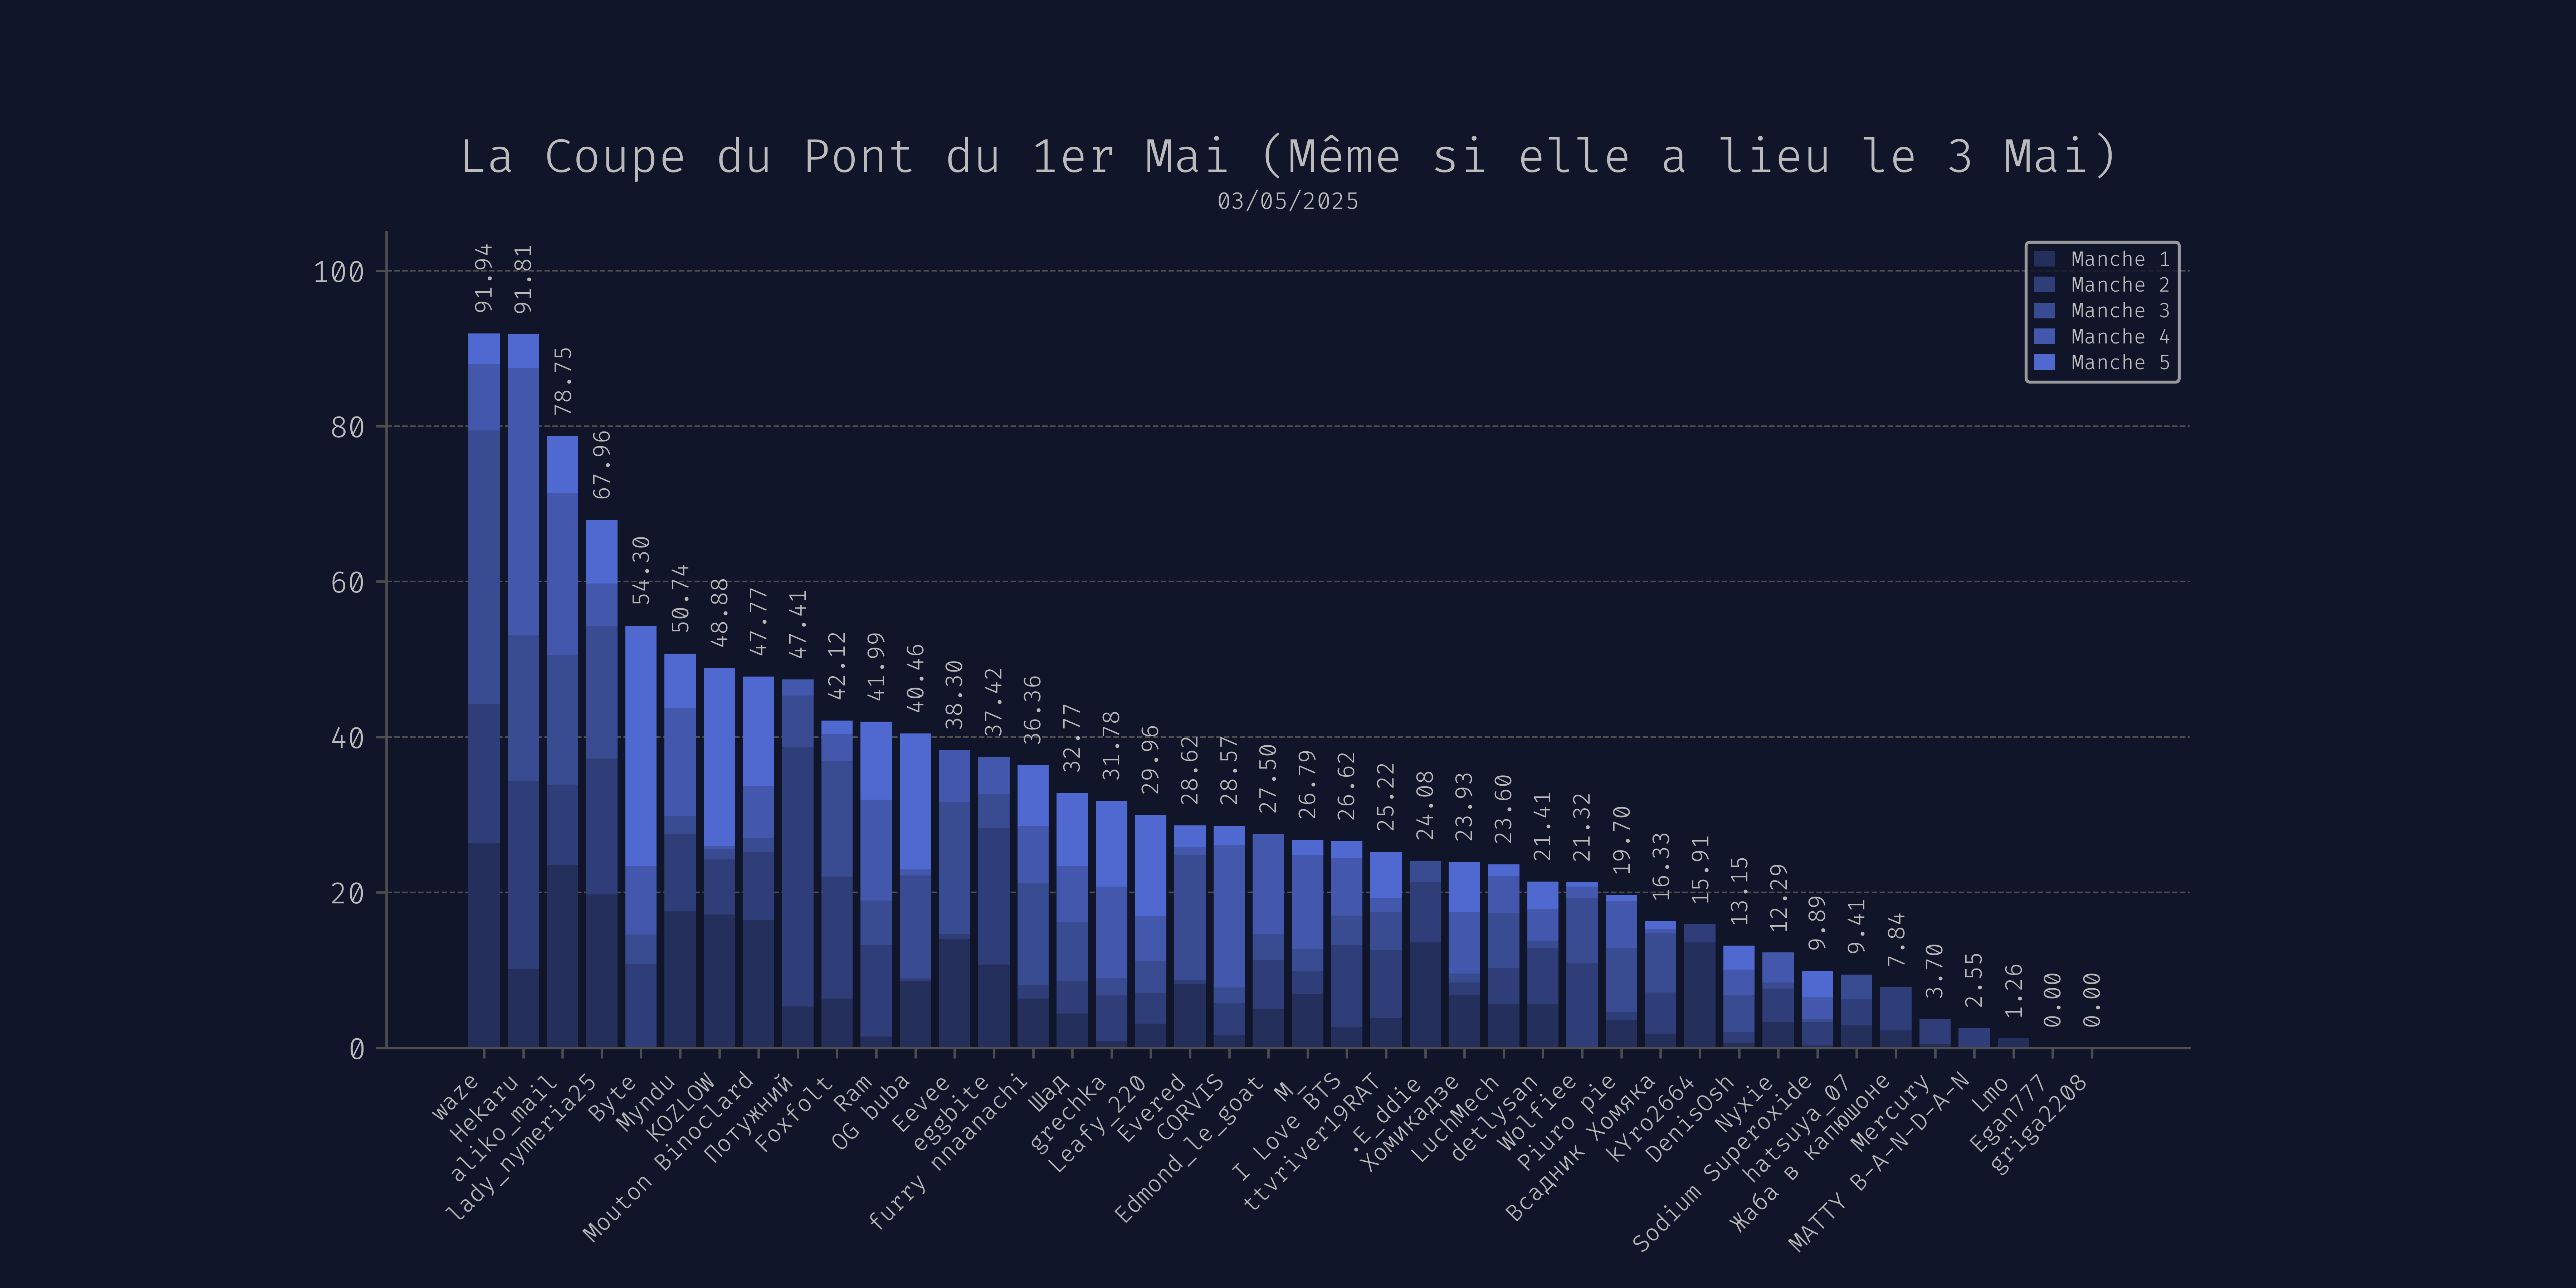 La Coupe du Pont du 1er Mai (Même si elle a lieu le 3 Mai)
03/05/2025
Manche 1
Manche 2
Manche 3
Manche 4
Manche 5
100
80
60
40
20
0
91.94
91.81
78.75
67.96
54.30
50.74
48.88
47.77
47.41
42.12
41.99
40.46
38.30
37.42
36.36
32.77
31.78
29.96
28.62
28.57
27.50
26.79
26.62
25.22
24.08
23.93
23.60
21.41
21.32
19.70
16.33
15.91
13.15
12.29
9.89
9.41
7.84
3.70
2.55
1.26
0.00
0.00
waze
Hekaru
aliko_mail
lady_nymeria25
Byte
Myndu
KOZLOW
Mouton Binoclard
Потужний
Foxfolt
Ram
OG buba
Eevee
eggbite
furry nnaanachi
Шад
grechka
Leafy_220
Evered
CORVIS
Edmond_le_goat
M_
I Love BTS
ttvriver19RAT
.E_ddie
Хомикадзе
LuchMech
detlysan
Wolfiee
Piuro pie
Всадник Хомяка
kYro2664
DenisOsh
Nyxie
Sodium Superoxide
hatsuya_07
Жаба в капюшоне
Mercury
MATTY B-A-N-D-A-N
Lmo
Egan777
griga2208